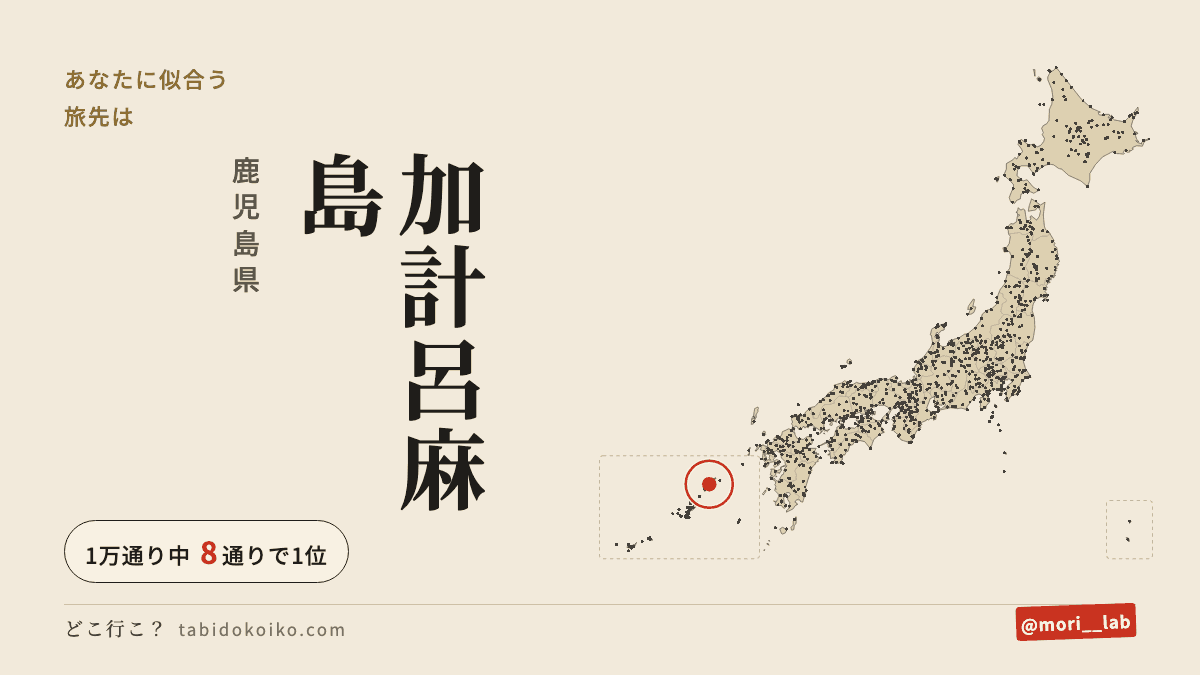 あなたに似合う
旅先は
加計呂麻
島
鹿児島県
1万通り中 8通りで1位
どこ行こ？ tabidokoiko.com
@mori__lab